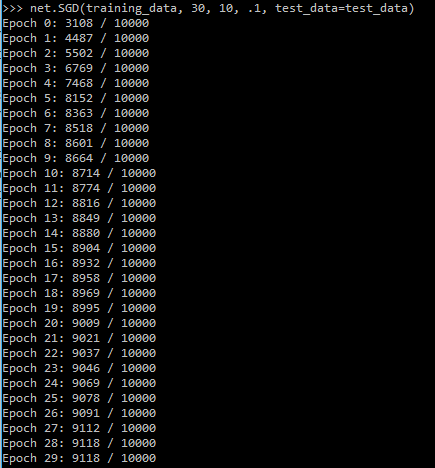 >>> net.SGD(training_data, 30, 10, .1, test_data=test_data)
Epoch 0: 3108 / 10000
Epoch 1: 4487 / 10000
Epoch 2: 5502 / 10000
Epoch 3: 6769 / 10000
Epoch 4: 7468 / 10000
Epoch 5: 8152 / 10000
Epoch 6: 8363 / 10000
Epoch 7: 8518 / 10000
Epoch 8: 8601 / 10000
Epoch 9: 8664 / 10000
Epoch 10: 8714 / 10000
Epoch 11: 8774 / 10000
Epoch 12: 8816 / 10000
Epoch 13: 8849 / 10000
Epoch 14: 8880 / 10000
Epoch 15: 8904 / 10000
Epoch 16: 8932 / 10000
Epoch 17: 8958 / 10000
Epoch 18: 8969 / 10000
Epoch 19: 8995 / 10000
Epoch 20: 9009 / 10000
Epoch 21: 9021 / 10000
Epoch 22: 9037 / 10000
Epoch 23: 9046 / 10000
Epoch 24: 9069 / 10000
Epoch 25: 9078 / 10000
Epoch 26: 9091 / 10000
Epoch 27: 9112 / 10000
Epoch 28: 9118 / 10000
Epoch 29: 9118 / 10000